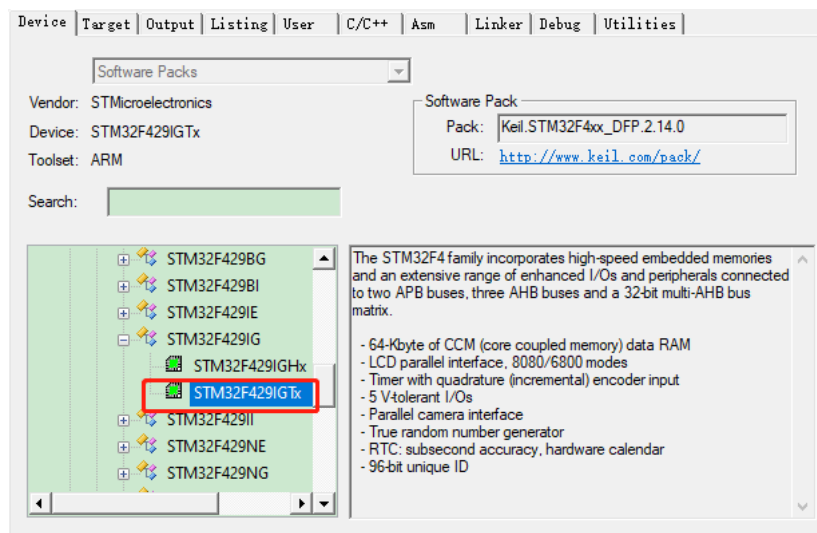 Device Target Output Listing User C/C++ Asm Linker Debug Utilities
Software Packs
Vendor: STMicroelectronics
Device: STM32F429IGTx
Toolset: ARM
Search:
Software Pack
Pack: Keil.STM32F4xx_DFP.2.14.0
URL: http://www.keil.com/pack/
STM32F429BG
STM32F429BI
STM32F429IE
STM32F429IG
STM32F429IGHx
STM32F429IGTx
STM32F429II
STM32F429NE
STM32F429NG
The STM32F4 family incorporates high-speed embedded memories
and an extensive range of enhanced I/Os and peripherals connected
to two APB buses, three AHB buses and a 32-bit multi-AHB bus
matrix.
- 64-Kbyte of CCM (core coupled memory) data RAM
- LCD parallel interface, 8080/6800 modes
- Timer with quadrature (incremental) encoder input
- 5 V-tolerant I/Os
- Parallel camera interface
- True random number generator
- RTC: subsecond accuracy, hardware calendar
- 96-bit unique ID